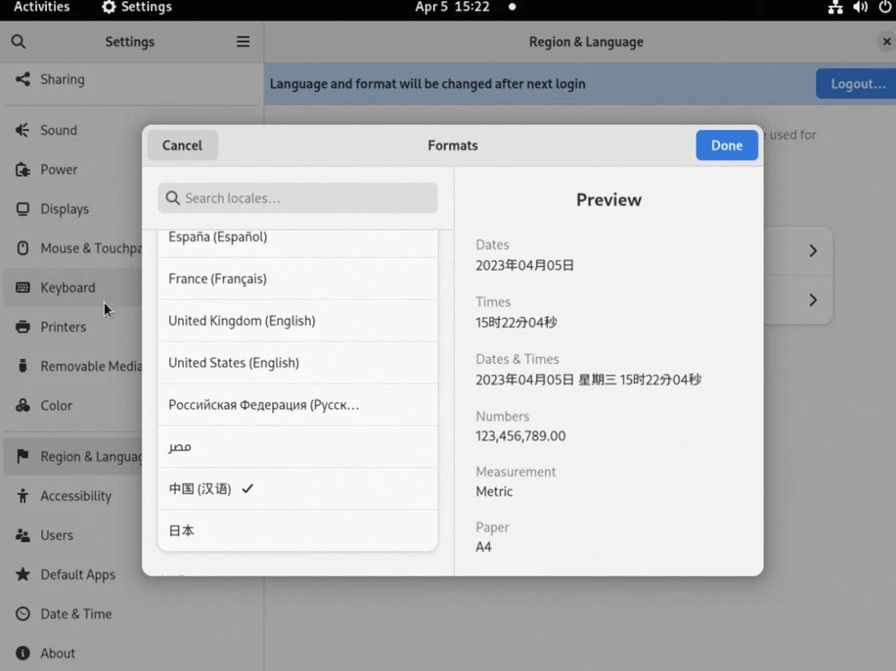 Activities
Settings
Apr 5 15:22
Settings
Region & Language
Sharing
Language and format will be changed after next login
Logout...
Sound
Power
Displays
Mouse & Touchpa
Keyboard
Printers
Removable Media
Color
Region & Languag
Accessibility
Users
Default Apps
Date & Time
About
used for
Cancel
Formats
Done
Search locales...
España (Español)
France (Français)
United Kingdom (English)
United States (English)
Российская Федерация (Русск...
مصر
中国 (汉语)
日本
Preview
Dates
2023年04月05日
Times
15时22分04秒
Dates & Times
2023年04月05日 星期三 15时22分04秒
Numbers
123,456,789.00
Measurement
Metric
Paper
A4